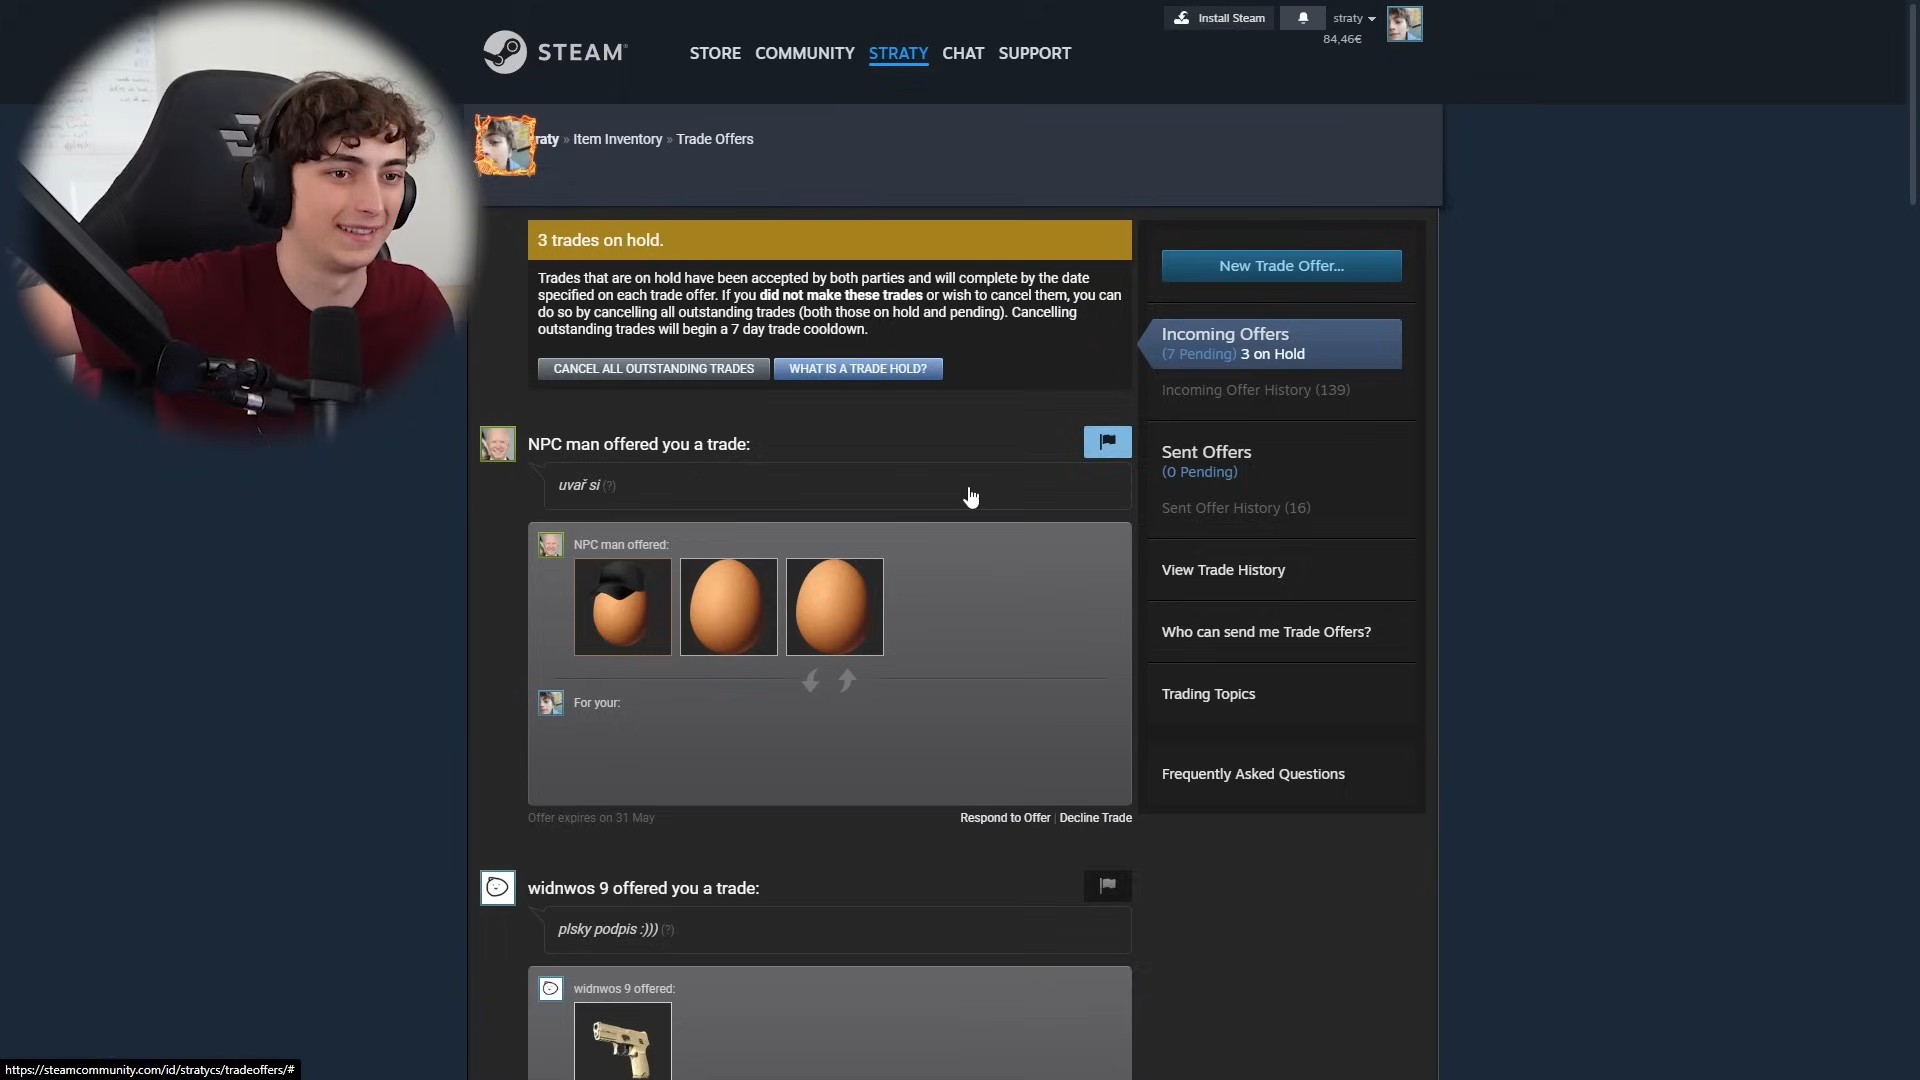 Install Steam
straty
84,46€
STEAM
STORE COMMUNITY STRATY CHAT SUPPORT
raty » Item Inventory » Trade Offers
3 trades on hold.
Trades that are on hold have been accepted by both parties and will complete by the date
specified on each trade offer. If you did not make these trades or wish to cancel them, you can
do so by cancelling all outstanding trades (both those on hold and pending). Cancelling
outstanding trades will begin a 7 day trade cooldown.
CANCEL ALL OUTSTANDING TRADES WHAT IS A TRADE HOLD?
NPC man offered you a trade:
uvař si (?)
NPC man offered:
For your:
Offer expires on 31 May
Respond to Offer | Decline Trade
widnwos 9 offered you a trade:
plsky podpis :))) (?)
widnwos 9 offered:
New Trade Offer...
Incoming Offers
(7 Pending) 3 on Hold
Incoming Offer History (139)
Sent Offers
(0 Pending)
Sent Offer History (16)
View Trade History
Who can send me Trade Offers?
Trading Topics
Frequently Asked Questions
https://steamcommunity.com/id/stratycs/tradeoffers/#